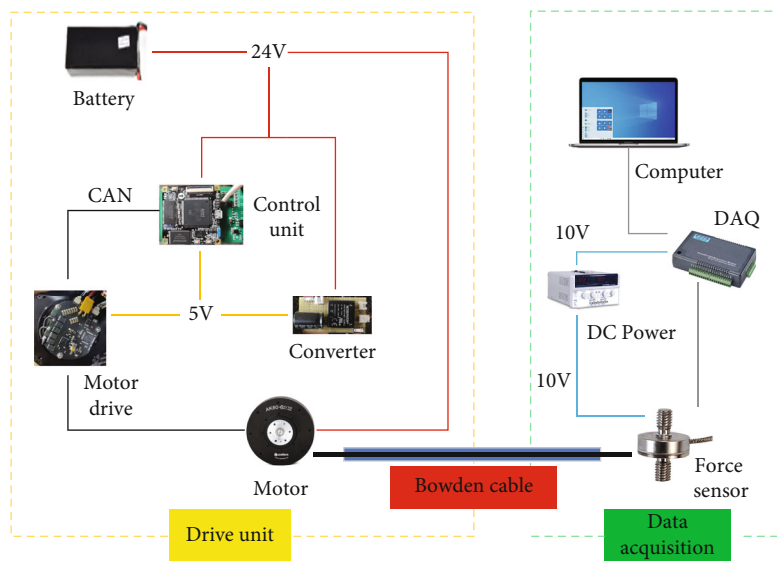 24V
Battery
CAN
Control
unit
5V
Converter
Motor
drive
Motor
Bowden cable
Drive unit
Computer
DAQ
10V
DC Power
10V
Force
sensor
Data
acquisition